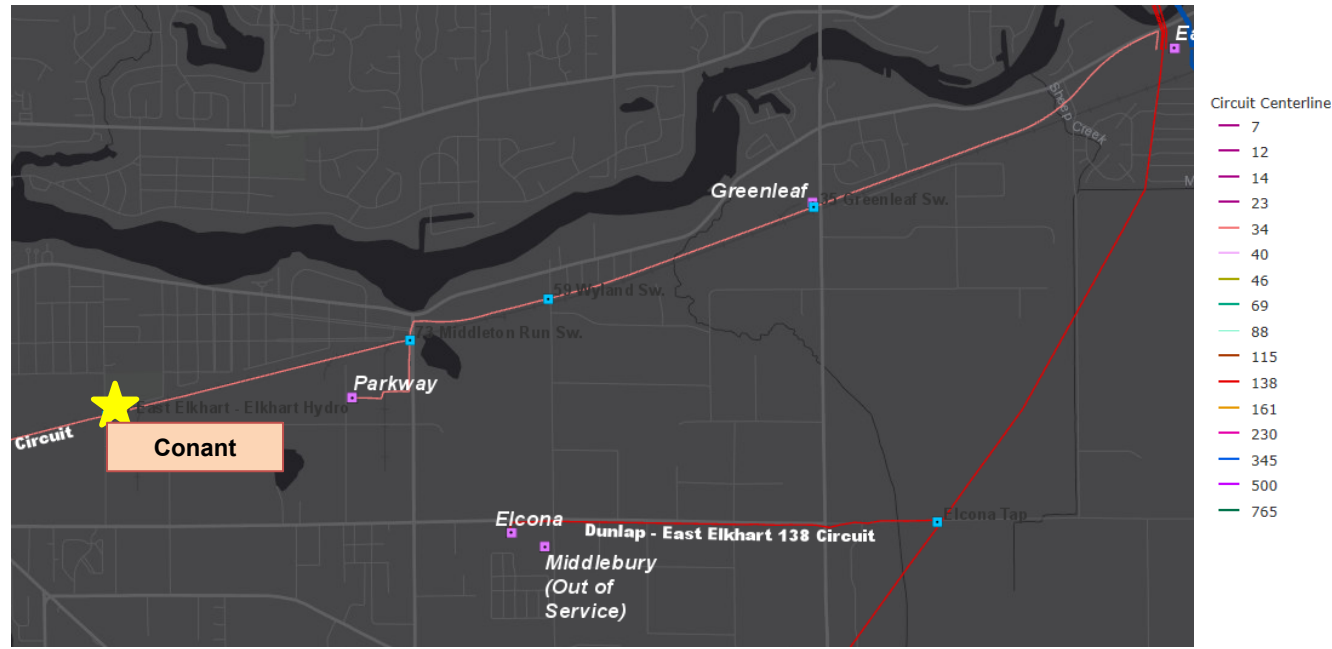 Ea
Sheep Creek
M
Greenleaf
35 Greenleaf Sw.
59 Wyland Sw.
73 Middleton Run Sw.
Parkway
East Elkhart - Elkhart Hydro
Circuit
Conant
Elcona
Elcona Tap
Dunlap - East Elkhart 138 Circuit
Middlebury
(Out of
Service)
Circuit Centerline
7
12
14
23
34
40
46
69
88
115
138
161
230
345
500
765